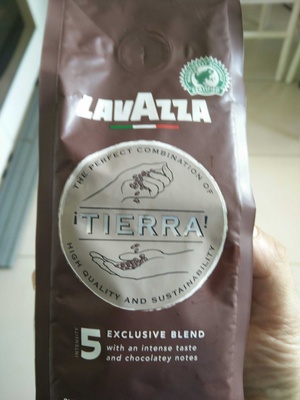 LAVAZZA
THE PERFECT COMBINATION OF
¡TIERRA!
HIGH QUALITY AND SUSTAINABILITY
INTENSITY
5
EXCLUSIVE BLEND
with an intense taste
and chocolatey notes